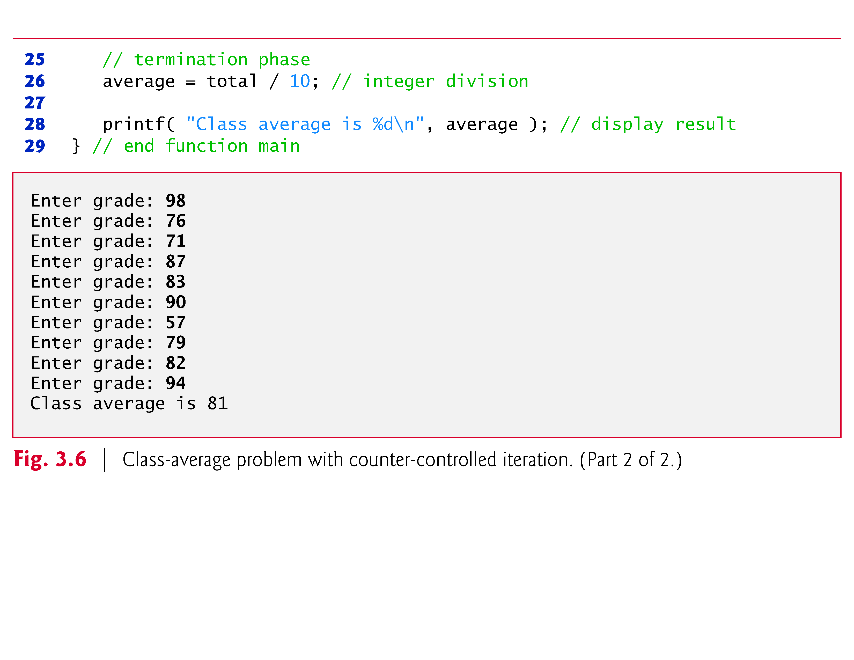 25 // termination phase
26 average = total / 10; // integer division
27
28 printf( "Class average is %d\n", average ); // display result
29 } // end function main
Enter grade: 98
Enter grade: 76
Enter grade: 71
Enter grade: 87
Enter grade: 83
Enter grade: 90
Enter grade: 57
Enter grade: 79
Enter grade: 82
Enter grade: 94
Class average is 81
Fig. 3.6 | Class-average problem with counter-controlled iteration. (Part 2 of 2.)